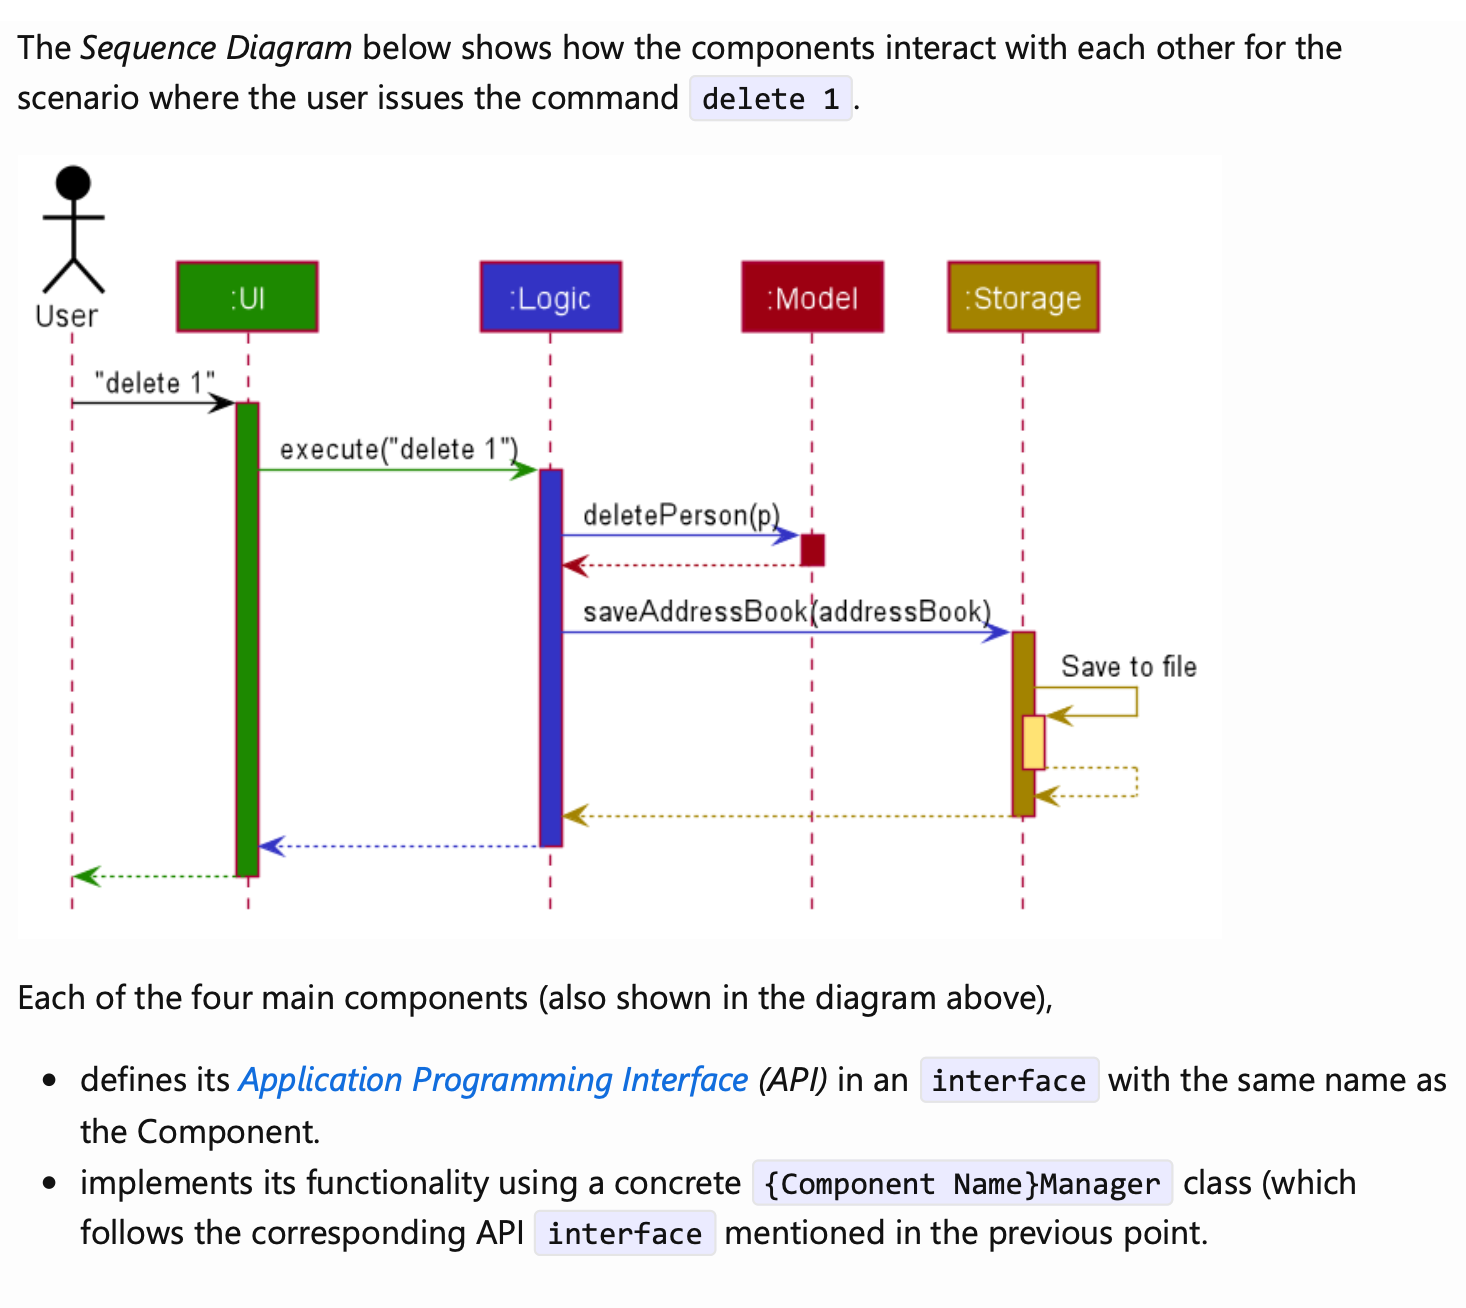 The Sequence Diagram below shows how the components interact with each other for the
scenario where the user issues the command delete 1.
User
:UI
:Logic
:Model
:Storage
"delete 1"
execute("delete 1")
deletePerson(p)
saveAddressBook(addressBook)
Save to file
Each of the four main components (also shown in the diagram above),
• defines its Application Programming Interface (API) in an interface with the same name as
the Component.
• implements its functionality using a concrete {Component Name}Manager class (which
follows the corresponding API interface mentioned in the previous point.